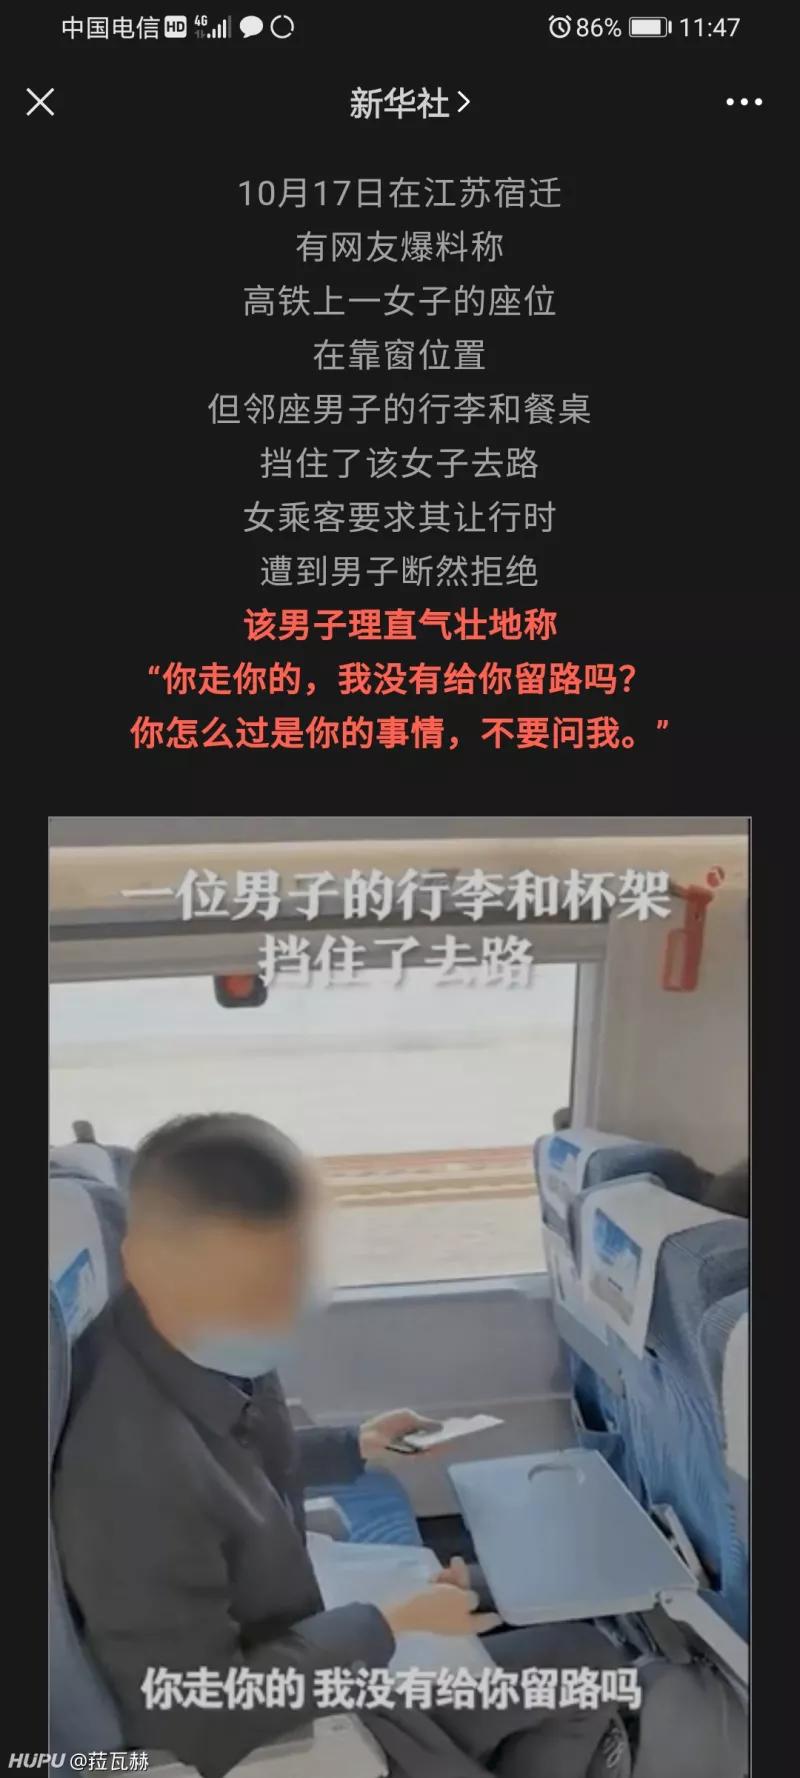 中国电信 HD 4G 86% 11:47
新华社
10月17日在江苏宿迁
有网友爆料称
高铁上一女子的座位
在靠窗位置
但邻座男子的行李和餐桌
挡住了该女子去路
女乘客要求其让行时
遭到男子断然拒绝
该男子理直气壮地称
“你走你的，我没有给你留路吗？
你怎么过是你的事情，不要问我。”
一位男子的行李和杯架
挡住了去路
你走你的 我没有给你留路吗
HUPU @菈瓦赫